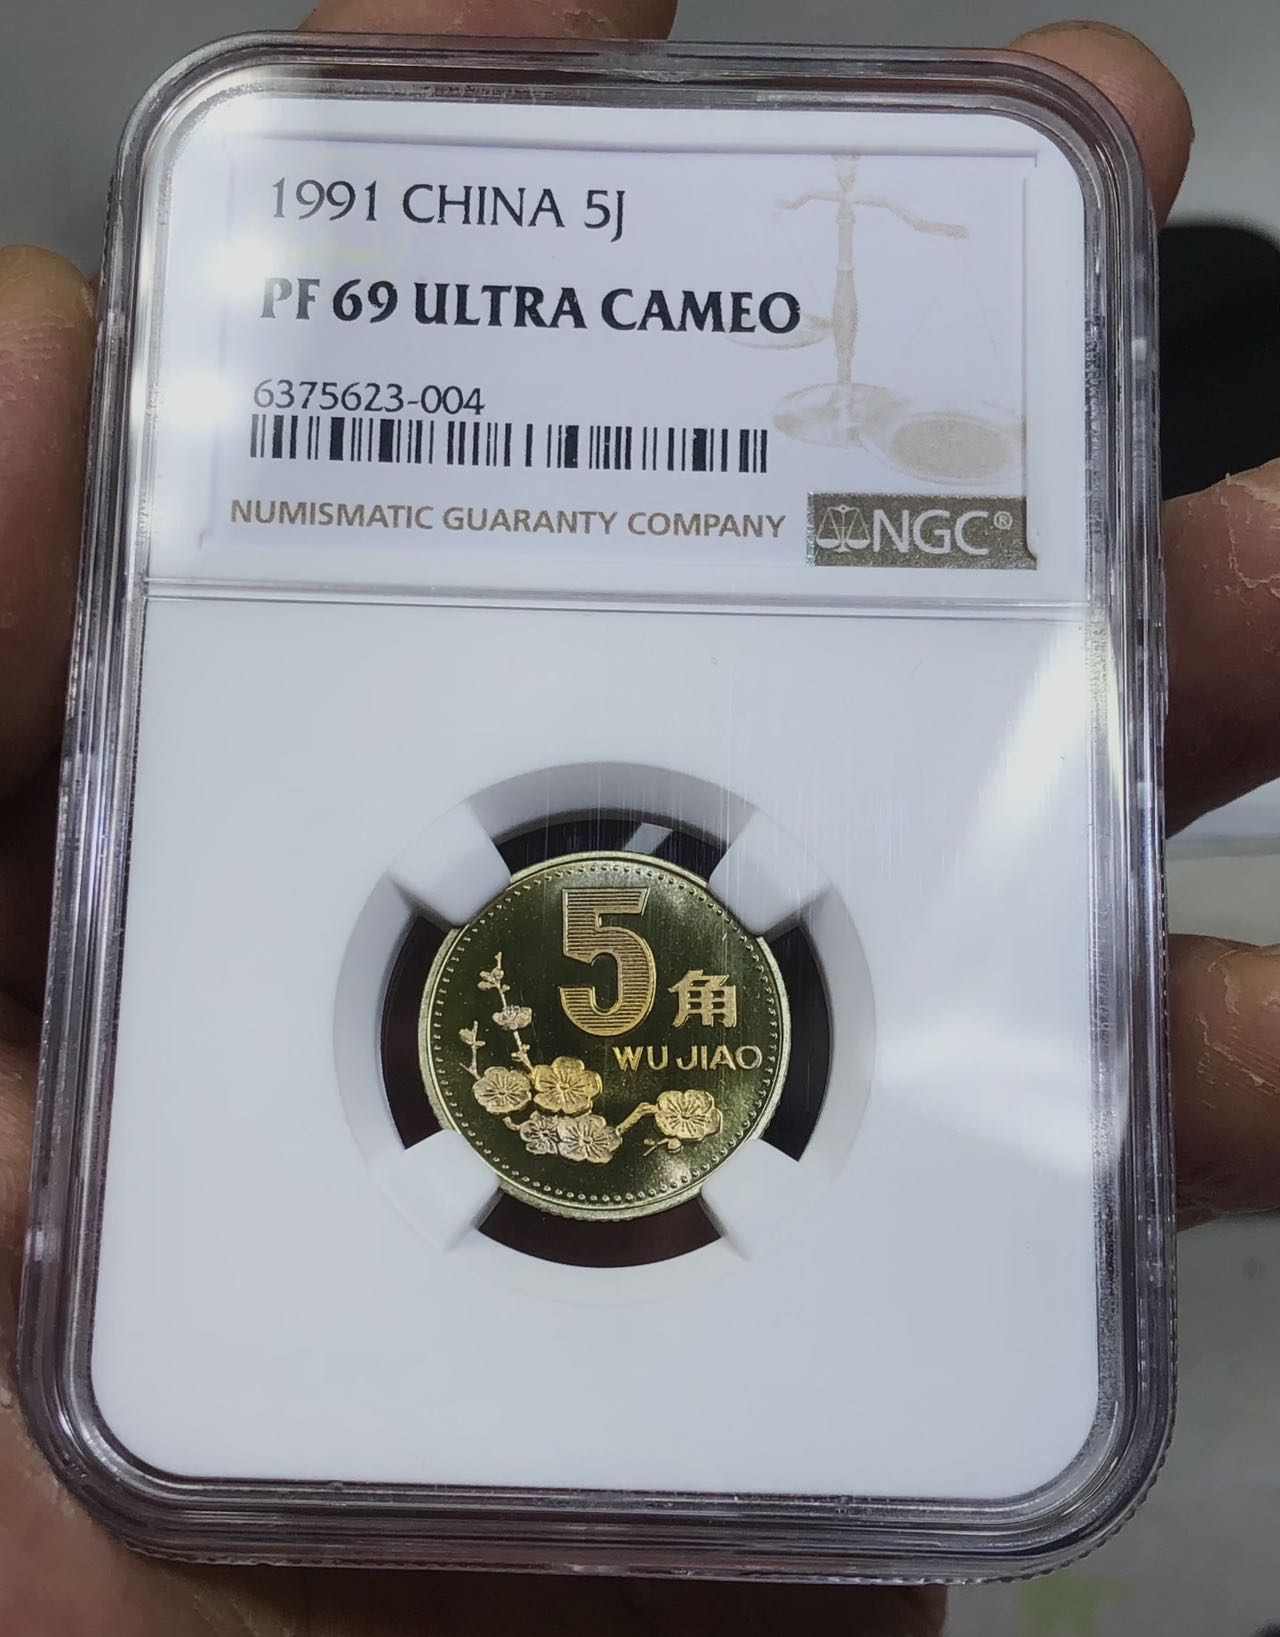 1991 CHINA 5J
PF 69 ULTRA CAMEO
6375623-004
NUMISMATIC GUARANTY COMPANY
NGC®
5角
WU JIAO